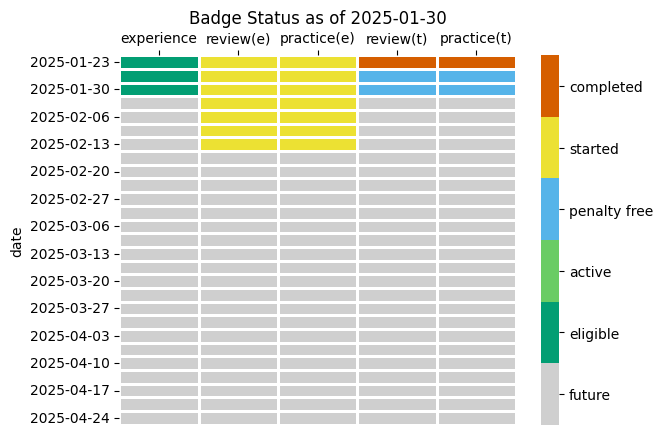 Badge Status as of 2025-01-30
experience review(e) practice(e) review(t) practice(t)
date
2025-01-23
2025-01-30
2025-02-06
2025-02-13
2025-02-20
2025-02-27
2025-03-06
2025-03-13
2025-03-20
2025-03-27
2025-04-03
2025-04-10
2025-04-17
2025-04-24
completed
started
penalty free
active
eligible
future